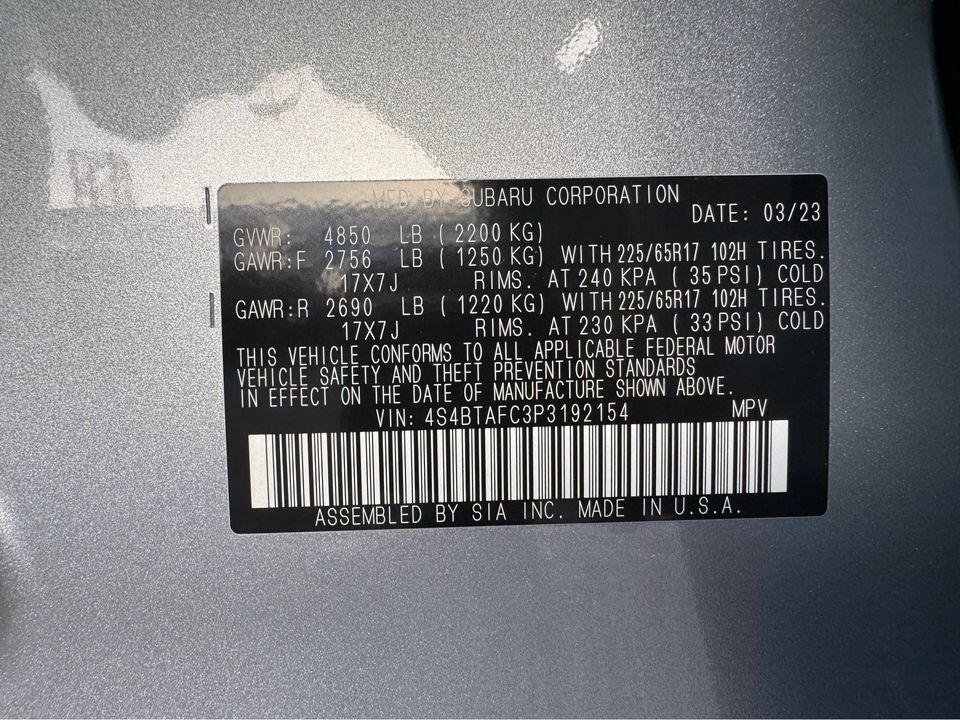 MFD BY SUBARU CORPORATION
DATE: 03/23
GVWR: 4850 LB ( 2200 KG)
GAWR:F 2756 LB ( 1250 KG) WITH 225/65R17 102H TIRES.
17X7J RIMS. AT 240 KPA ( 35 PSI) COLD
GAWR:R 2690 LB ( 1220 KG) WITH 225/65R17 102H TIRES.
17X7J RIMS. AT 230 KPA ( 33 PSI) COLD
THIS VEHICLE CONFORMS TO ALL APPLICABLE FEDERAL MOTOR
VEHICLE SAFETY AND THEFT PREVENTION STANDARDS
IN EFFECT ON THE DATE OF MANUFACTURE SHOWN ABOVE.
VIN: 4S4BTAFC3P3192154 MPV
ASSEMBLED BY SIA INC. MADE IN U.S.A.